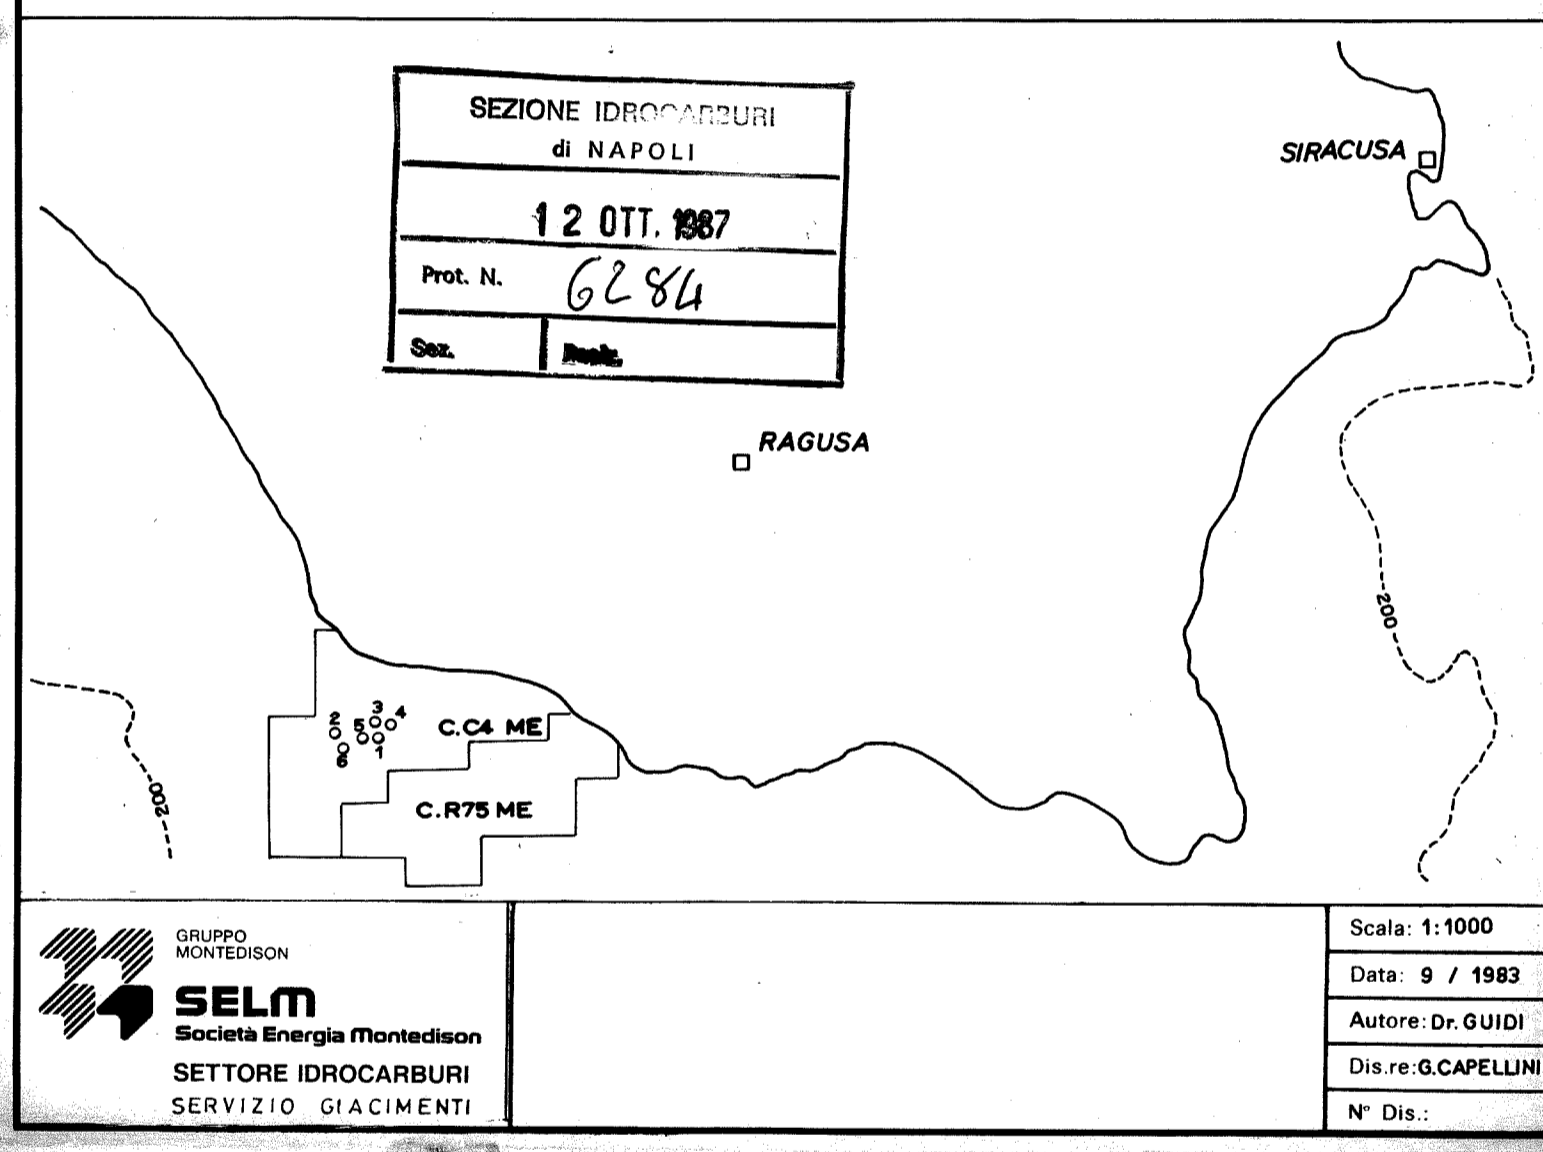 SEZIONE IDROCARBURI
di NAPOLI
12 OTT. 1987
Prot. N. 6284
Sez.
SIRACUSA
RAGUSA
200
2
5
3
4
6
1
C.C4 ME
C.R75 ME
200
GRUPPO
MONTEDISON
SELM
Società Energia Montedison
SETTORE IDROCARBURI
SERVIZIO GIACIMENTI
Scala: 1:1000
Data: 9 / 1983
Autore: Dr. GUIDI
Dis.re: G.CAPELLINI
N° Dis.: